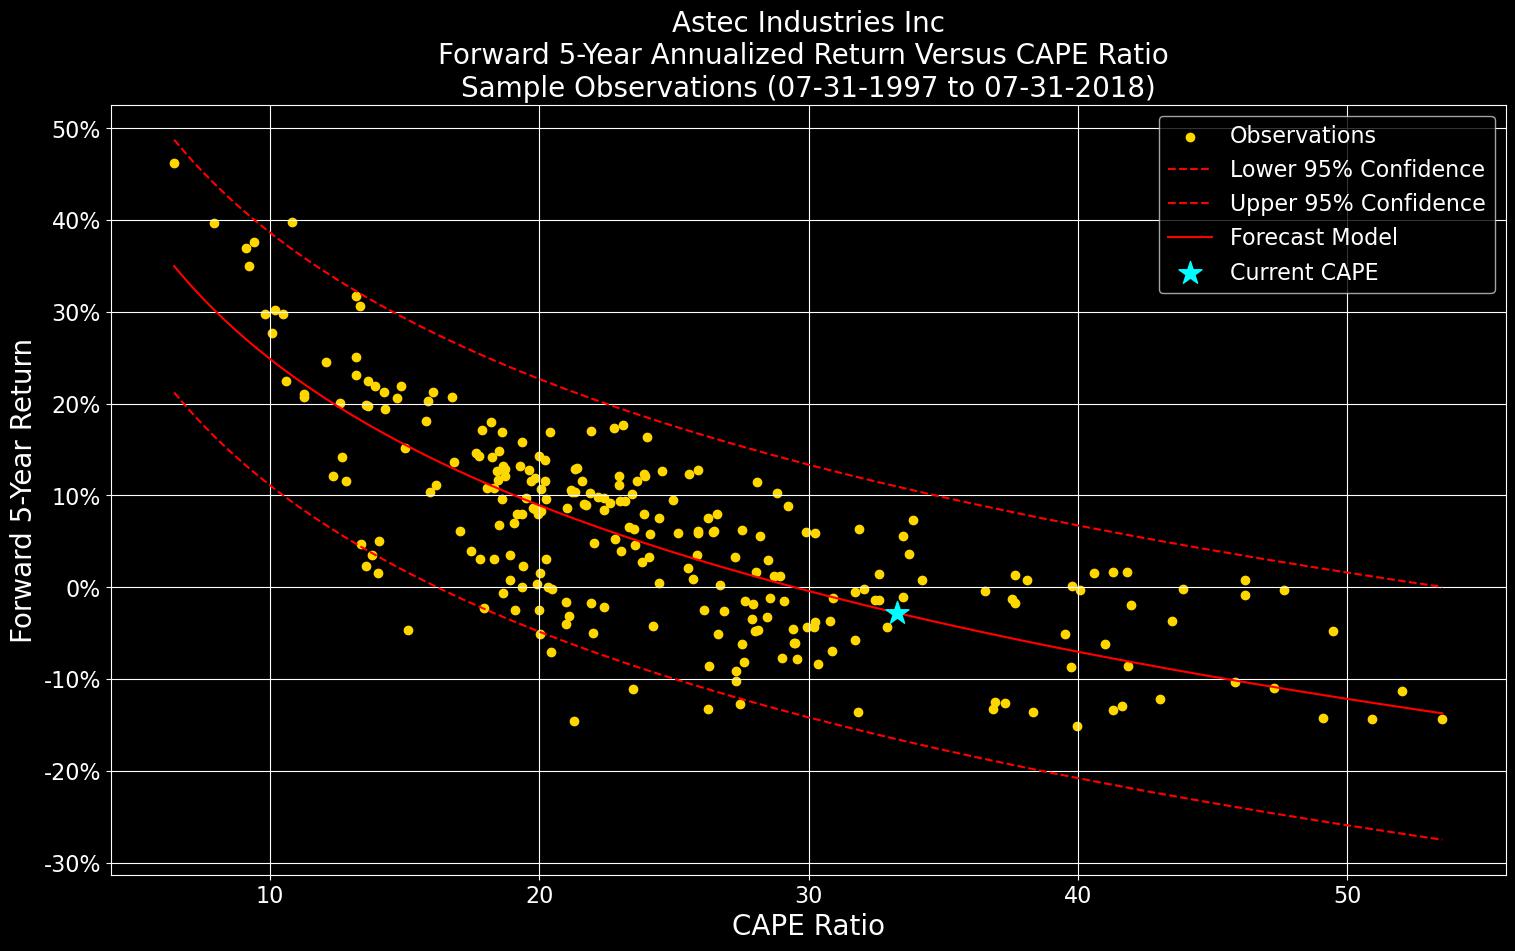 Astec Industries Inc
Forward 5-Year Annualized Return Versus CAPE Ratio
Sample Observations (07-31-1997 to 07-31-2018)
Observations
Lower 95% Confidence
Upper 95% Confidence
Forecast Model
Current CAPE
Forward 5-Year Return
50%
40%
30%
20%
10%
0%
-10%
-20%
-30%
10 20 30 40 50
CAPE Ratio